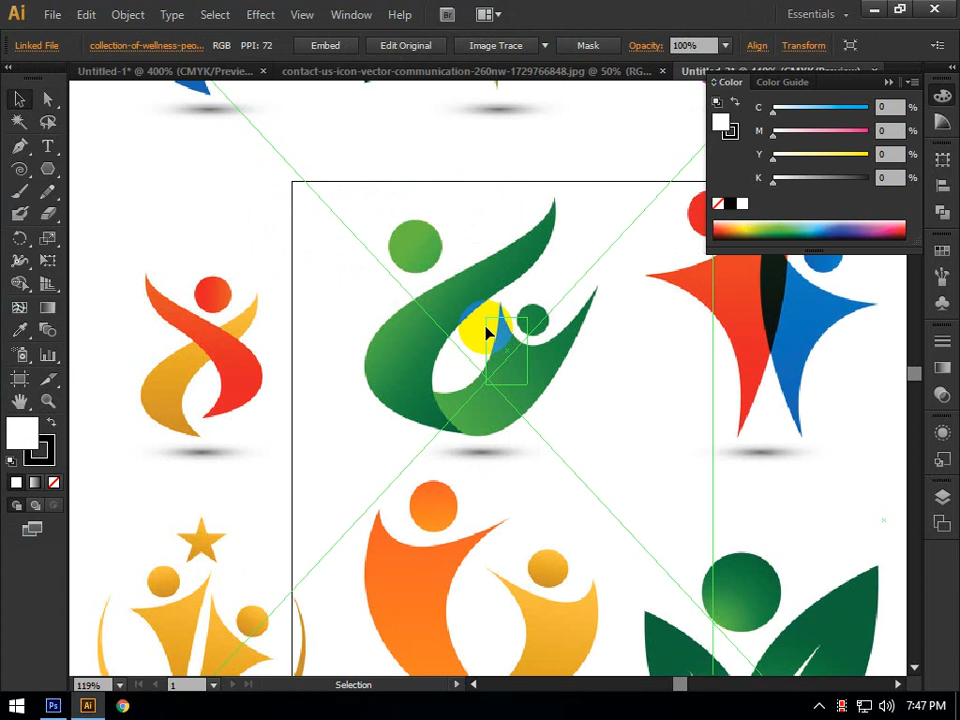 Ai File Edit Object Type Select Effect View Window Help Br Essentials
Linked File collection-of-wellness-peo... RGB PPI: 72 Embed Edit Original Image Trace Mask Opacity: 100% Align Transform
Untitled-1* @ 400% (CMYK/Previe... × contact-us-icon-vector-communication-260nw-1729766848.jpg @ 50% (RG... ×
Color Color Guide
C 0 %
M 0 %
Y 0 %
K 0 %
119% 1 Selection
Ps Ai 7:47 PM